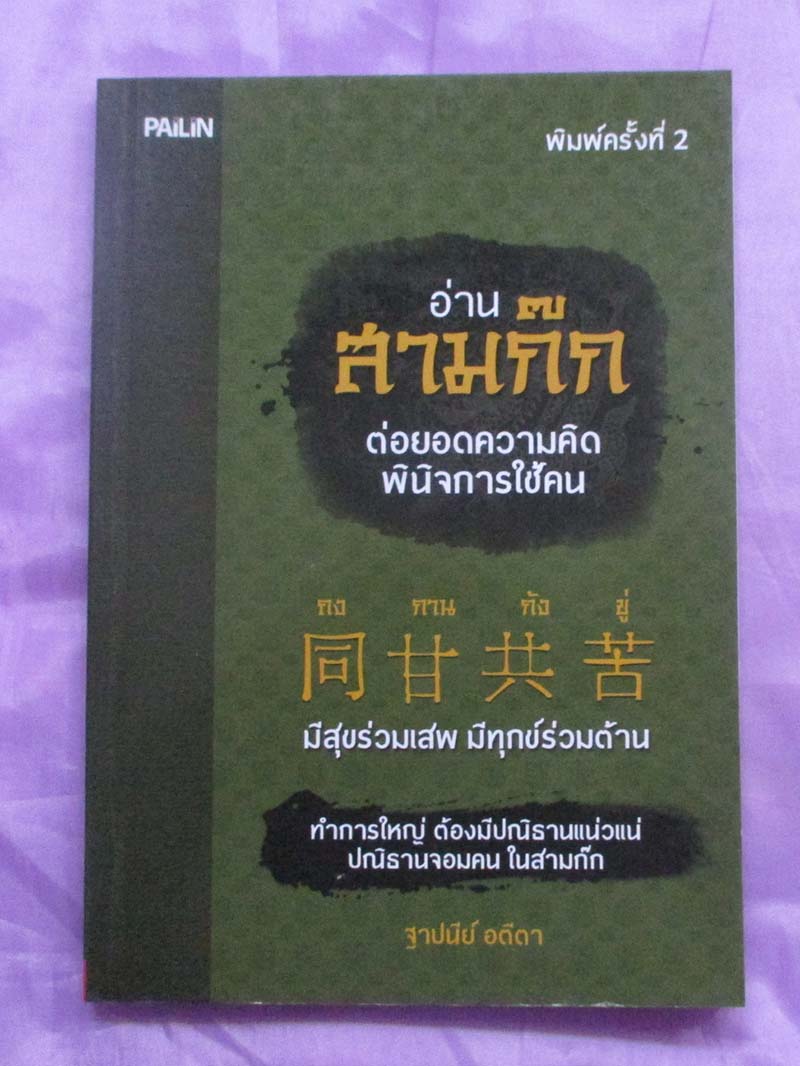 PAILIN
พิมพ์ครั้งที่ 2
อ่าน
สามก๊ก
ต่อยอดความคิด
พินิจการใช้คน
ถง กาน ก้ง ขู่
同甘共苦
มีสุขร่วมเสพ มีทุกข์ร่วมต้าน
ทำการใหญ่ ต้องมีปณิธานแน่วแน่
ปณิธานจอมคน ในสามก๊ก
ฐาปนีย์ อดีตา